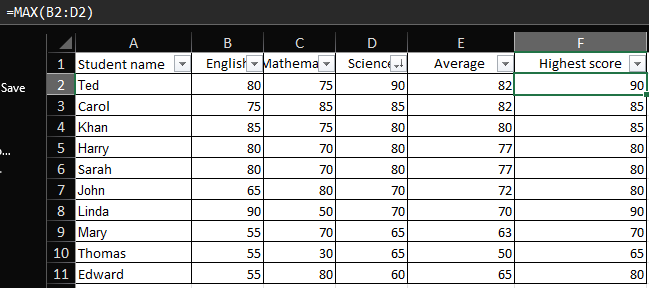 =MAX(B2:D2)
A B C D E F
1 Student name English Mathema Science Average Highest score
2 Ted 80 75 90 82 90
Save
3 Carol 75 85 85 82 85
4 Khan 85 75 80 80 85
5 Harry 80 70 80 77 80
6 Sarah 80 70 80 77 80
7 John 65 80 70 72 80
8 Linda 90 50 70 70 90
9 Mary 55 70 65 63 70
10 Thomas 55 30 65 50 65
11 Edward 55 80 60 65 80